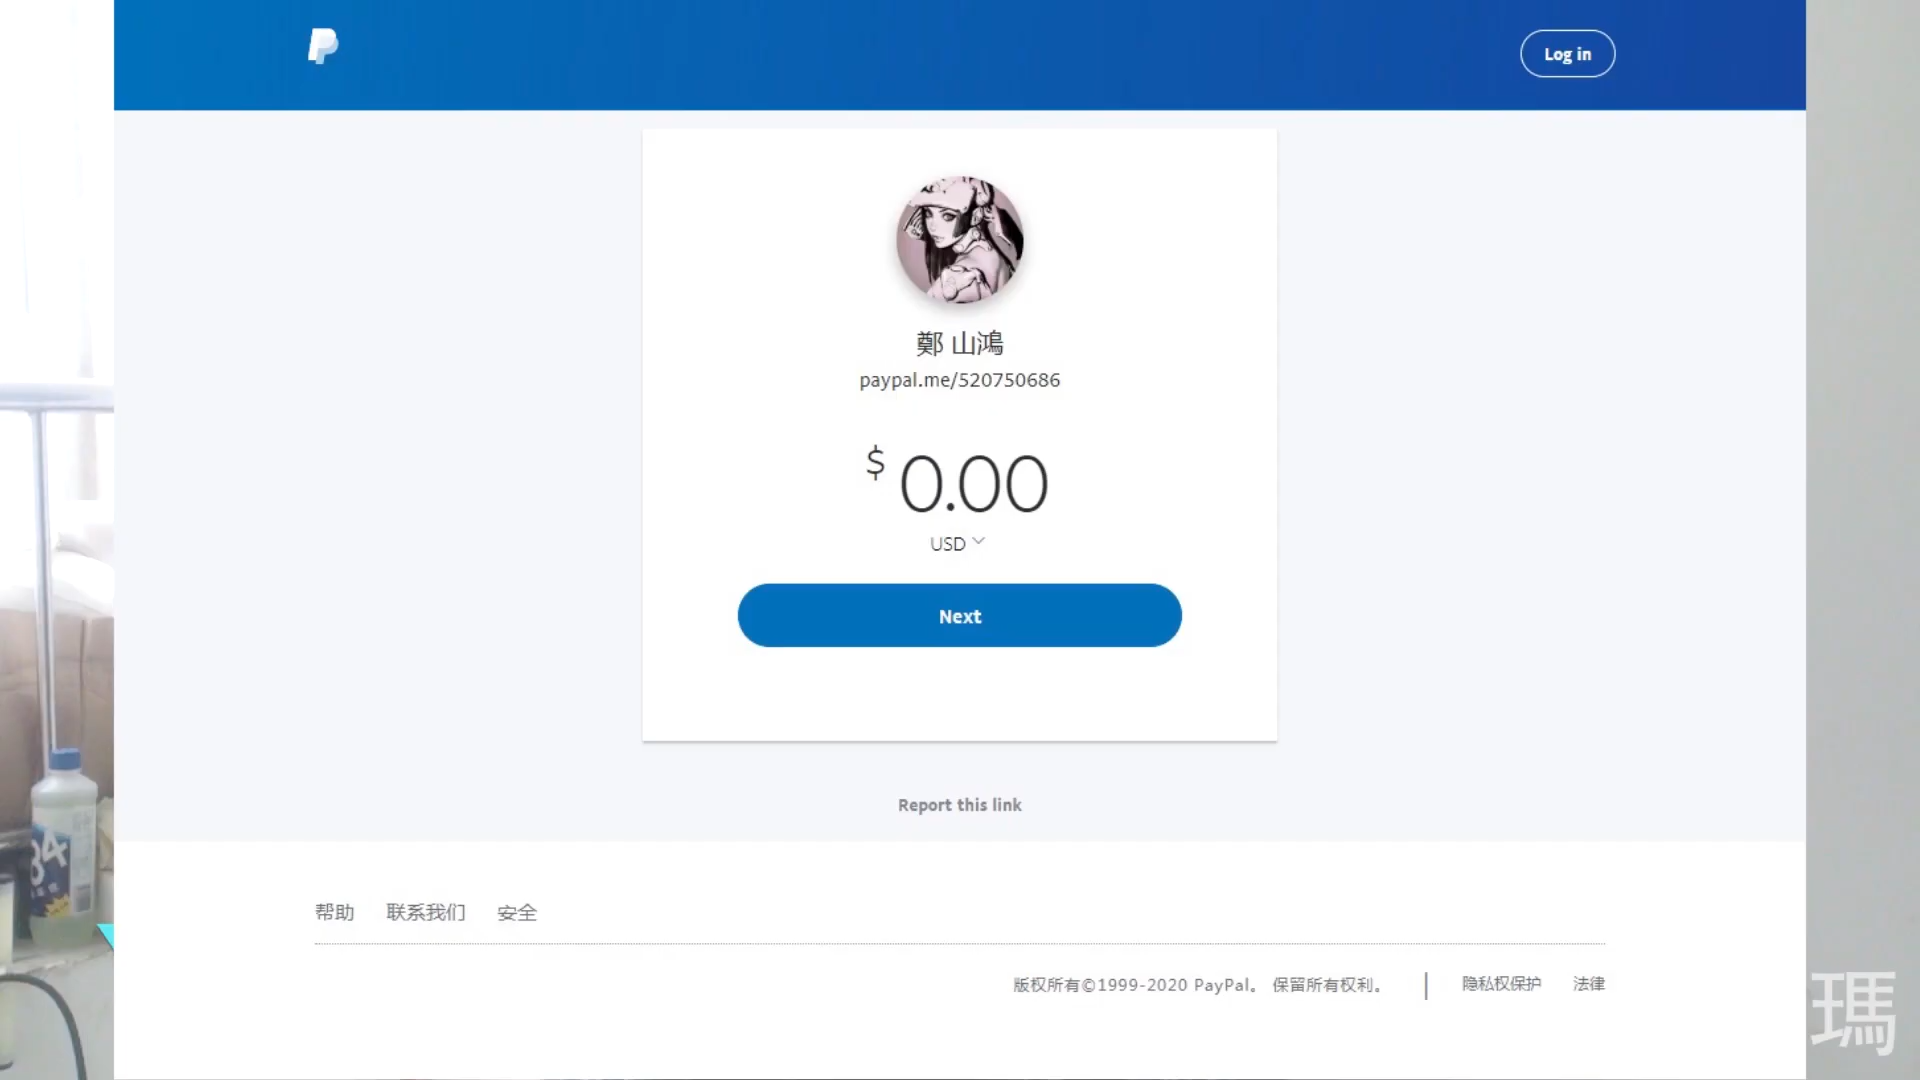 Log in
鄭 山鴻
paypal.me/520750686
$ 0.00
USD
Next
Report this link
84
帮助 联系我们 安全
版权所有©1999-2020 PayPal。 保留所有权利。 | 隐私权保护 法律
瑪